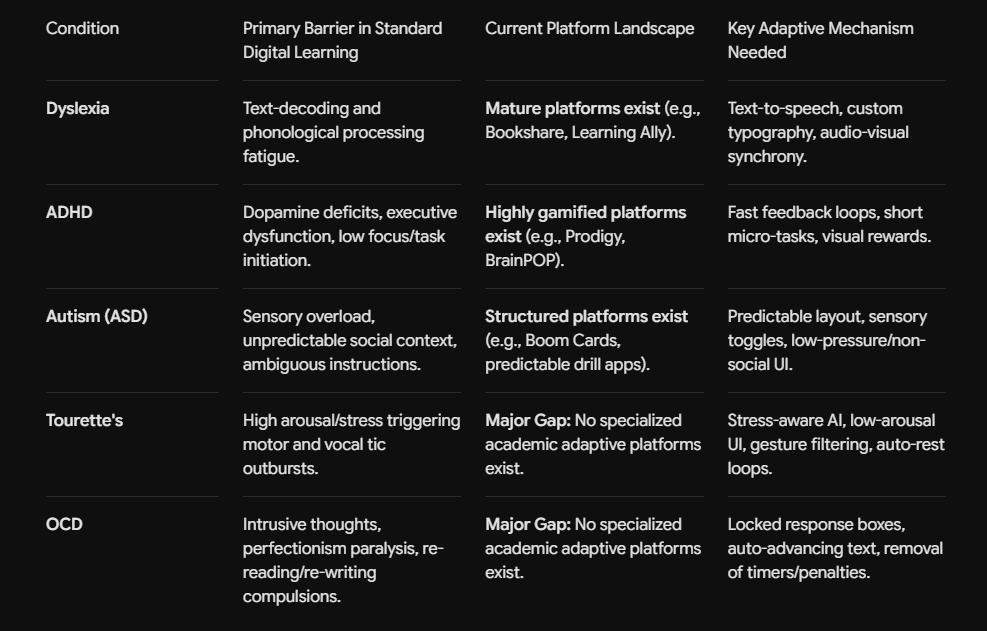 Condition
Primary Barrier in Standard
Digital Learning
Current Platform Landscape
Key Adaptive Mechanism
Needed
Dyslexia
Text-decoding and
phonological processing
fatigue.
Mature platforms exist (e.g.,
Bookshare, Learning Ally).
Text-to-speech, custom
typography, audio-visual
synchrony.
ADHD
Dopamine deficits, executive
dysfunction, low focus/task
initiation.
Highly gamified platforms
exist (e.g., Prodigy,
BrainPOP).
Fast feedback loops, short
micro-tasks, visual rewards.
Autism (ASD)
Sensory overload,
unpredictable social context,
ambiguous instructions.
Structured platforms exist
(e.g., Boom Cards,
predictable drill apps).
Predictable layout, sensory
toggles, low-pressure/non-
social UI.
Tourette's
High arousal/stress triggering
motor and vocal tic
outbursts.
Major Gap: No specialized
academic adaptive platforms
exist.
Stress-aware AI, low-arousal
UI, gesture filtering, auto-rest
loops.
OCD
Intrusive thoughts,
perfectionism paralysis, re-
reading/re-writing
compulsions.
Major Gap: No specialized
academic adaptive platforms
exist.
Locked response boxes,
auto-advancing text, removal
of timers/penalties.